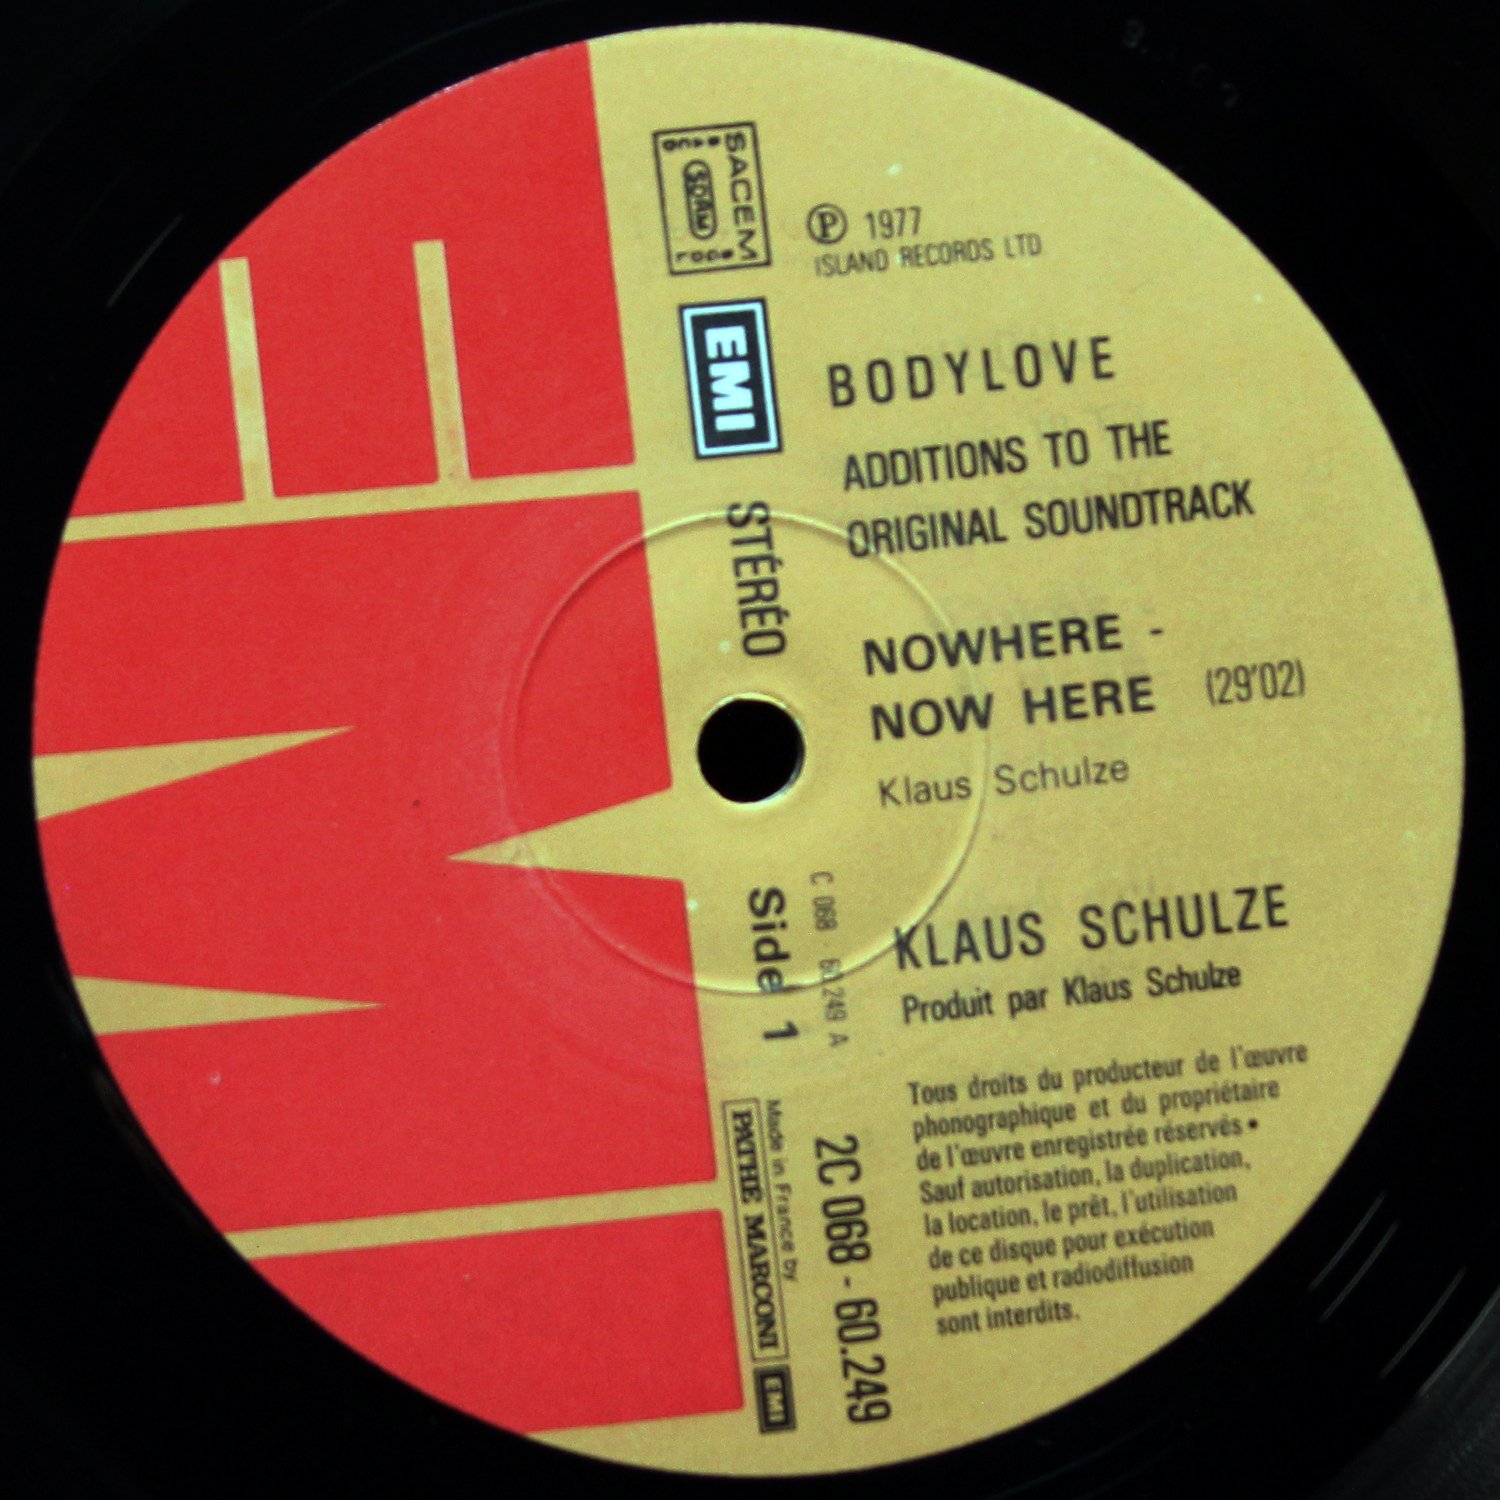 SACEM
SDRM
Ⓟ 1977
ISLAND RECORDS LTD
EMI
STÉRÉO
BODYLOVE
ADDITIONS TO THE
ORIGINAL SOUNDTRACK
NOWHERE -
NOW HERE (29'02)
Klaus Schulze
Side 1
C 068 · 60.249 A
KLAUS SCHULZE
Produit par Klaus Schulze
Made in France by
PATHE MARCONI
EMI
2C 068 - 60.249
Tous droits du producteur de l'œuvre
phonographique et du propriétaire
de l'œuvre enregistrée réservés •
Sauf autorisation, la duplication,
la location, le prêt, l'utilisation
de ce disque pour exécution
publique et radiodiffusion
sont interdits.